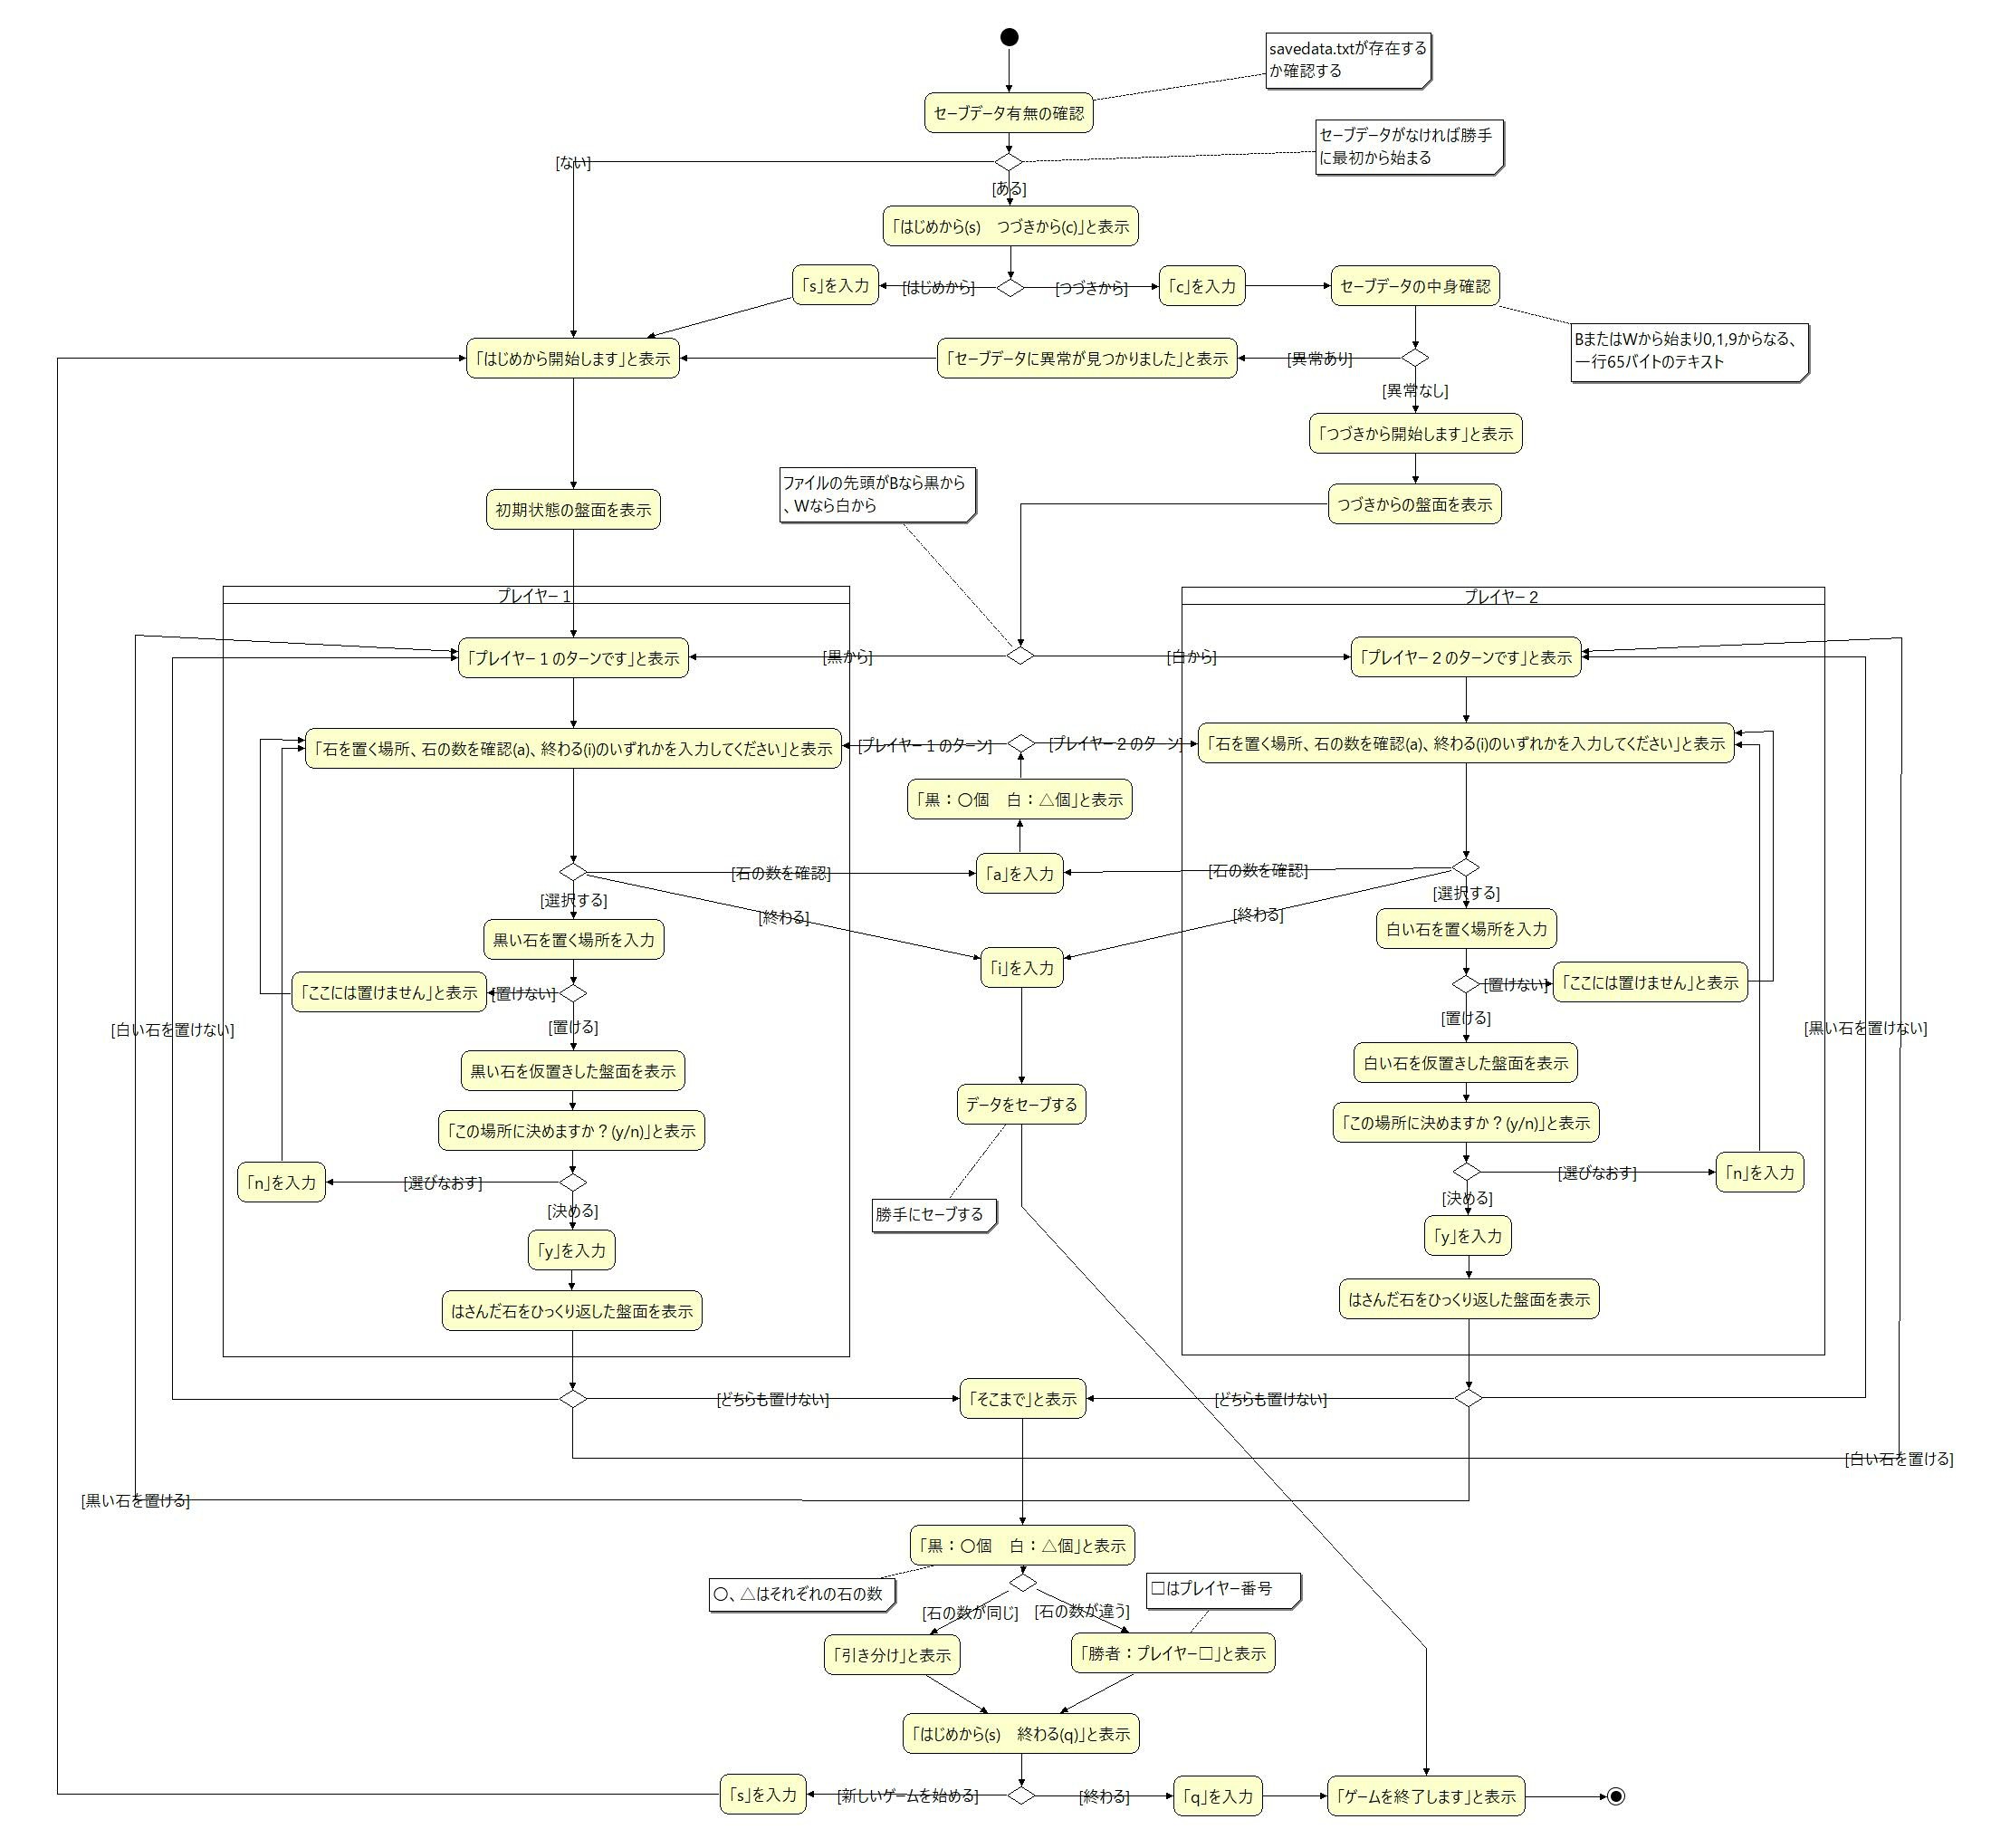 savedata.txtが存在する
か確認する
セーブデータ有無の確認
セーブデータがなければ勝手
に最初から始まる
[ない]
[ある]
「はじめから(s)　つづきから(c)」と表示
「s」を入力
[はじめから]
[つづきから]
「c」を入力
セーブデータの中身確認
BまたはWから始まり0,1,9からなる、
一行65バイトのテキスト
「はじめから開始します」と表示
「セーブデータに異常が見つかりました」と表示
[異常あり]
[異常なし]
「つづきから開始します」と表示
ファイルの先頭がBなら黒から
、Wなら白から
初期状態の盤面を表示
つづきからの盤面を表示
プレイヤー１
プレイヤー２
「プレイヤー１のターンです」と表示
[黒から]
[白から]
「プレイヤー２のターンです」と表示
「石を置く場所、石の数を確認(a)、終わる(i)のいずれかを入力してください」と表示
[プレイヤー１のターン]
[プレイヤー２のターン]
「石を置く場所、石の数を確認(a)、終わる(i)のいずれかを入力してください」と表示
「黒：〇個　白：△個」と表示
[石の数を確認]
「a」を入力
[石の数を確認]
[選択する]
[選択する]
[終わる]
[終わる]
黒い石を置く場所を入力
白い石を置く場所を入力
「i」を入力
「ここには置けません」と表示
[置けない]
[置けない]
「ここには置けません」と表示
[白い石を置けない]
[置ける]
[置ける]
[黒い石を置けない]
黒い石を仮置きした盤面を表示
白い石を仮置きした盤面を表示
データをセーブする
「この場所に決めますか？(y/n)」と表示
「この場所に決めますか？(y/n)」と表示
「n」を入力
[選びなおす]
[選びなおす]
「n」を入力
[決める]
勝手にセーブする
[決める]
「y」を入力
「y」を入力
はさんだ石をひっくり返した盤面を表示
はさんだ石をひっくり返した盤面を表示
[どちらも置けない]
「そこまで」と表示
[どちらも置けない]
[白い石を置ける]
[黒い石を置ける]
「黒：〇個　白：△個」と表示
〇、△はそれぞれの石の数
□はプレイヤー番号
[石の数が同じ]
[石の数が違う]
「引き分け」と表示
「勝者：プレイヤー□」と表示
「はじめから(s)　終わる(q)」と表示
「s」を入力
[新しいゲームを始める]
[終わる]
「q」を入力
「ゲームを終了します」と表示